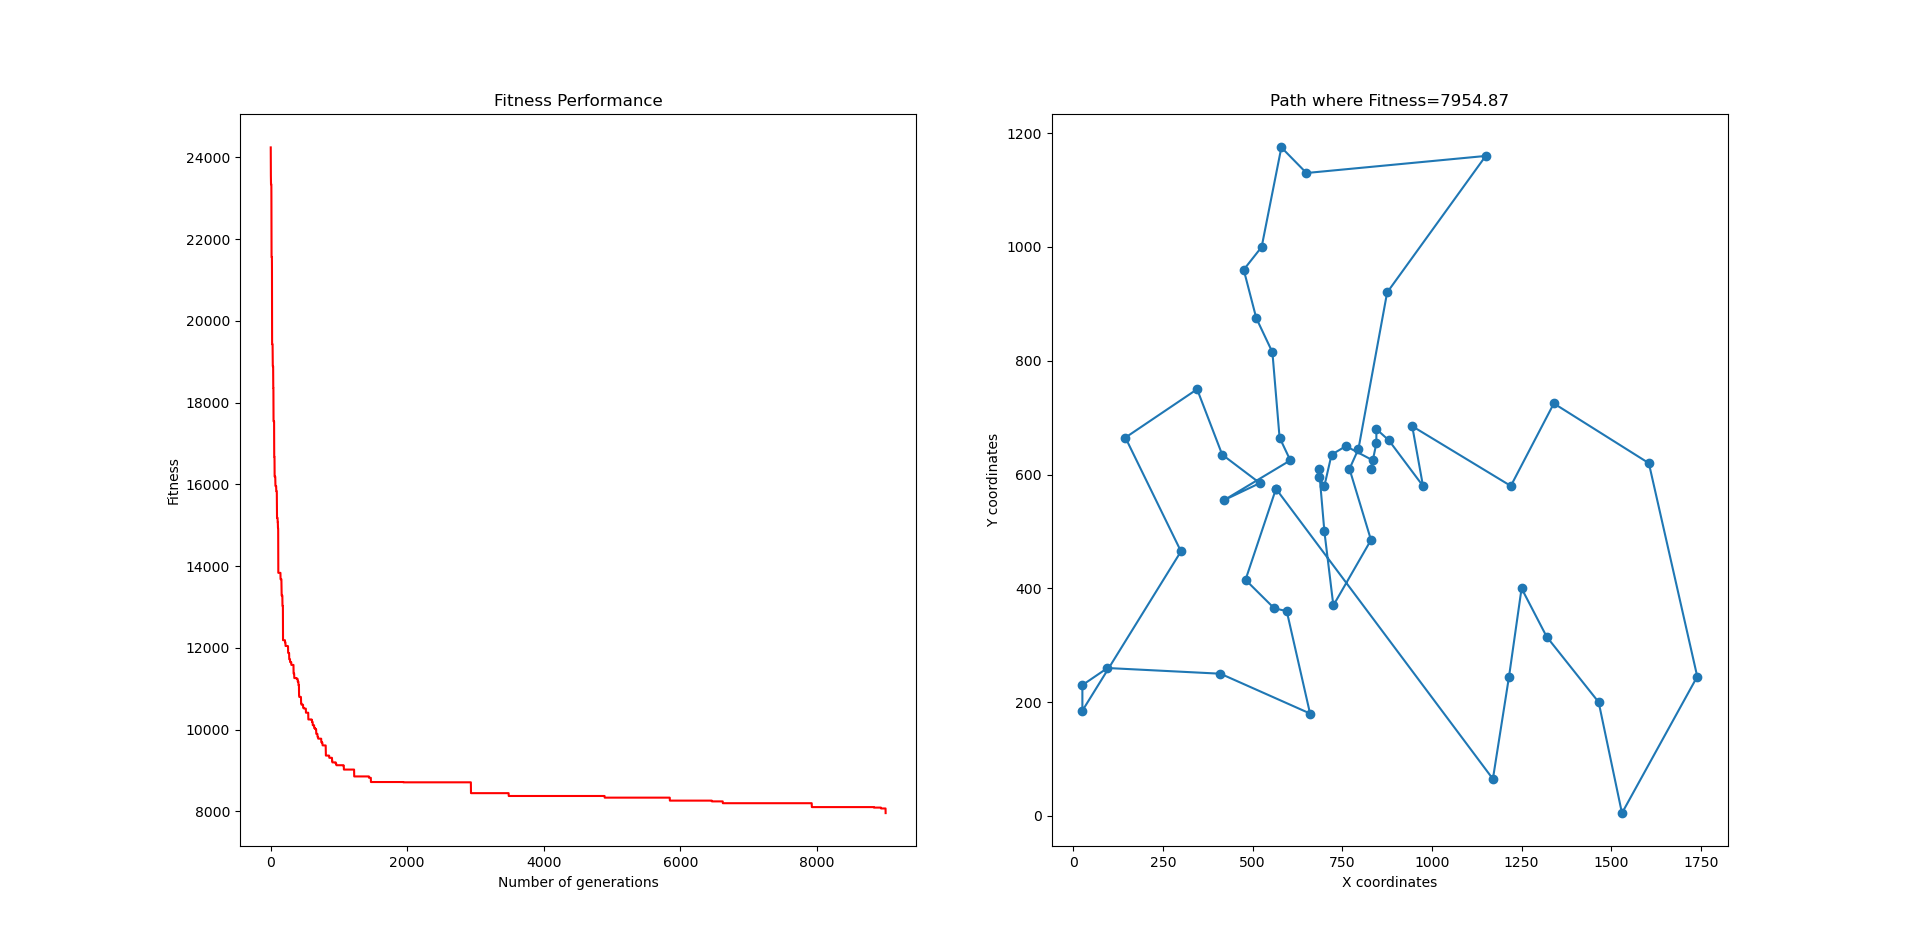 Fitness Performance
24000
22000
20000
18000
16000
14000
12000
10000
8000
Fitness
0 2000 4000 6000 8000
Number of generations
Path where Fitness=7954.87
1200
1000
800
600
400
200
0
Y coordinates
0 250 500 750 1000 1250 1500 1750
X coordinates